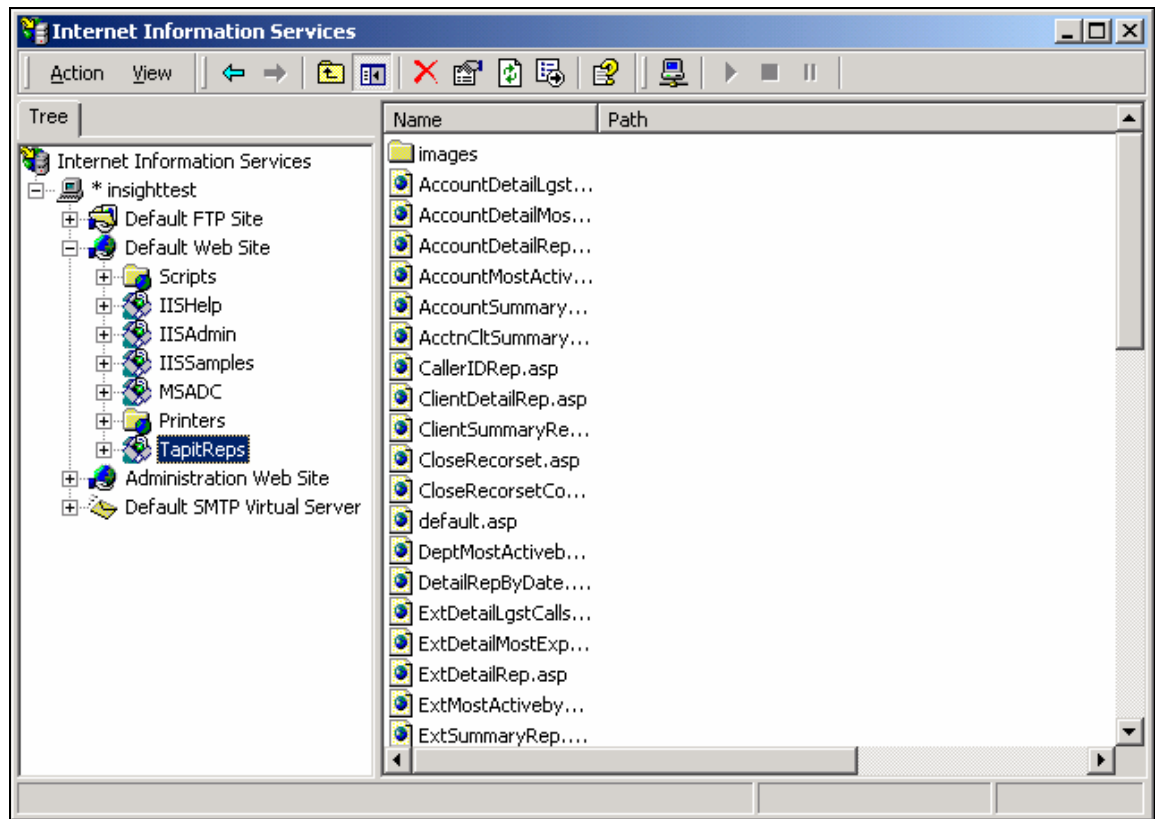 Internet Information Services
Action View
Tree
Name Path
Internet Information Services
* insighttest
Default FTP Site
Default Web Site
Scripts
IISHelp
IISAdmin
IISSamples
MSADC
Printers
TapitReps
Administration Web Site
Default SMTP Virtual Server
images
AccountDetailLgst...
AccountDetailMos...
AccountDetailRep...
AccountMostActiv...
AccountSummary...
AcctnCltSummary...
CallerIDRep.asp
ClientDetailRep.asp
ClientSummaryRe...
CloseRecorset.asp
CloseRecorsetCo...
default.asp
DeptMostActiveb...
DetailRepByDate....
ExtDetailLgstCalls...
ExtDetailMostExp...
ExtDetailRep.asp
ExtMostActiveby...
ExtSummaryRep....